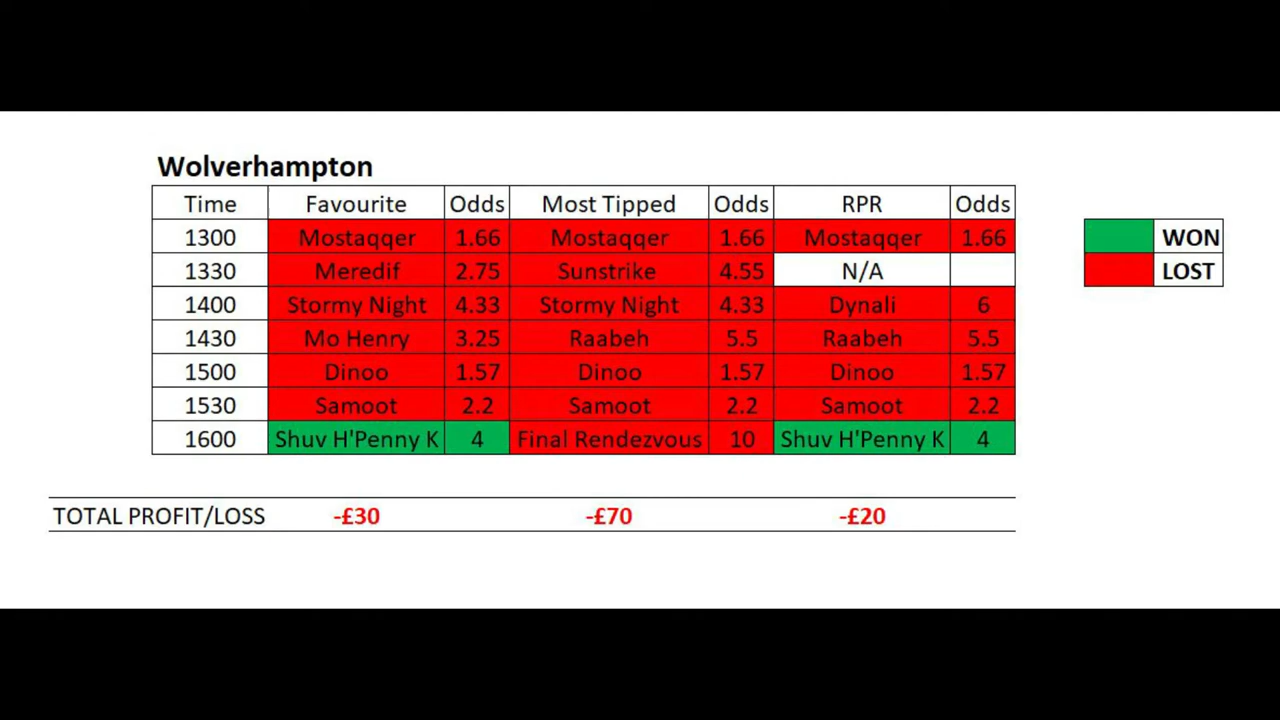 Wolverhampton
Time Favourite Odds Most Tipped Odds RPR Odds
1300 Mostaqqer 1.66 Mostaqqer 1.66 Mostaqqer 1.66 WON
1330 Meredif 2.75 Sunstrike 4.55 N/A LOST
1400 Stormy Night 4.33 Stormy Night 4.33 Dynali 6
1430 Mo Henry 3.25 Raabeh 5.5 Raabeh 5.5
1500 Dinoo 1.57 Dinoo 1.57 Dinoo 1.57
1530 Samoot 2.2 Samoot 2.2 Samoot 2.2
1600 Shuv H'Penny K 4 Final Rendezvous 10 Shuv H'Penny K 4
TOTAL PROFIT/LOSS -£30 -£70 -£20